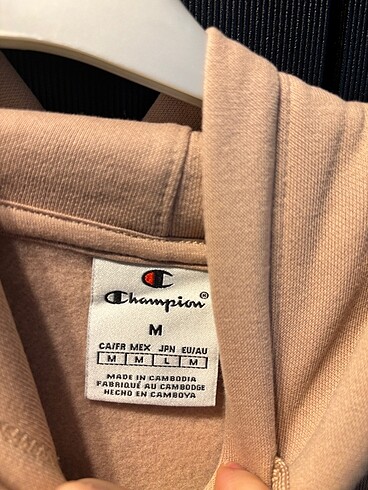 Champion®
M
CA/FR MEX JPN EU/AU
M M L M
MADE IN CAMBODIA
FABRIQUÉ AU CAMBODGE
HECHO EN CAMBOYA